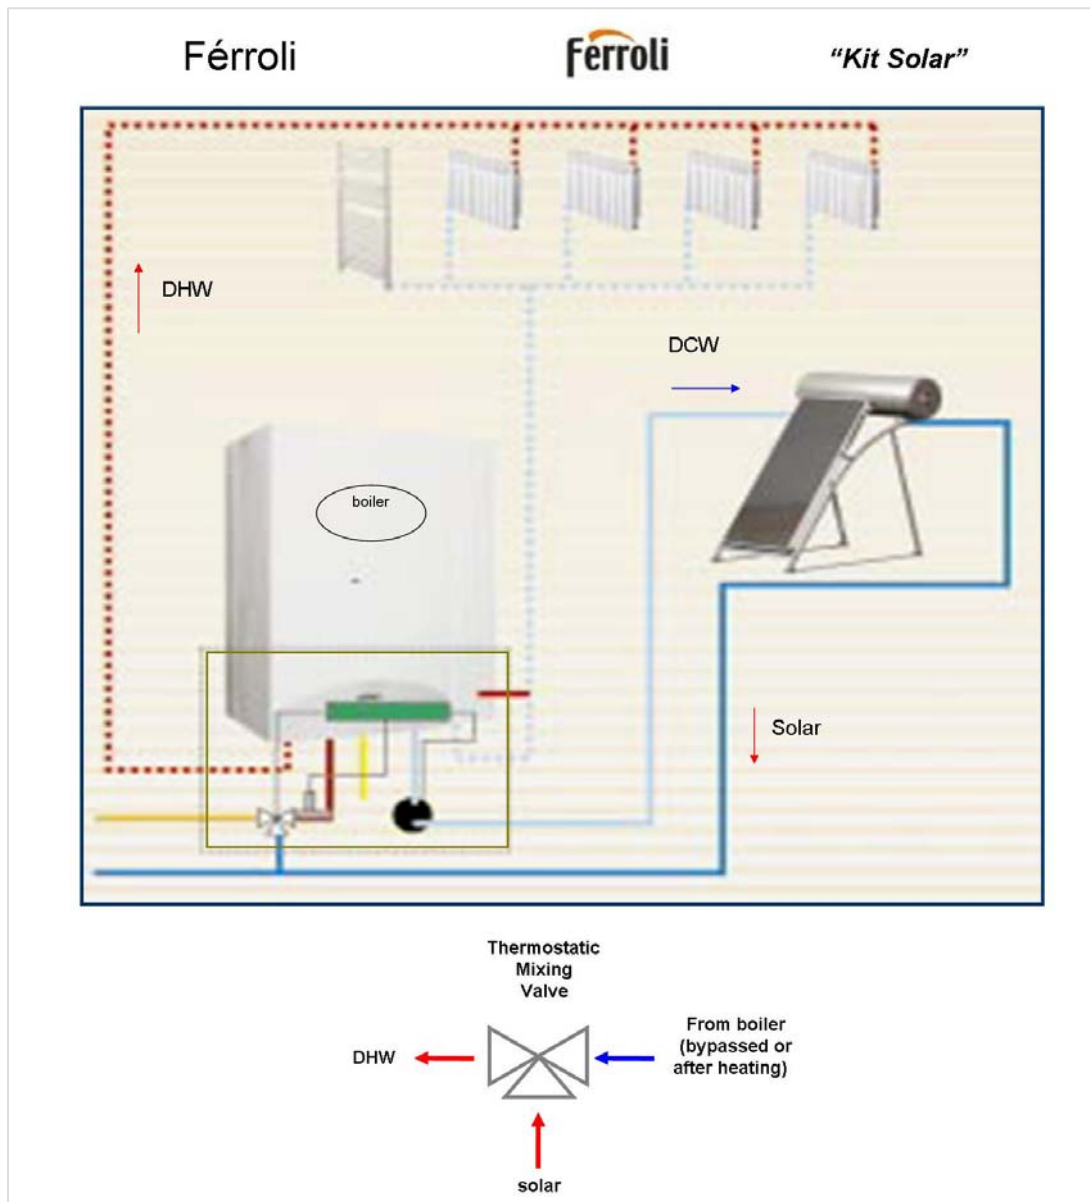 Férroli
Ferroli
“Kit Solar”
DHW
DCW
boiler
Solar
Thermostatic
Mixing
Valve
DHW
From boiler
(bypassed or
after heating)
solar